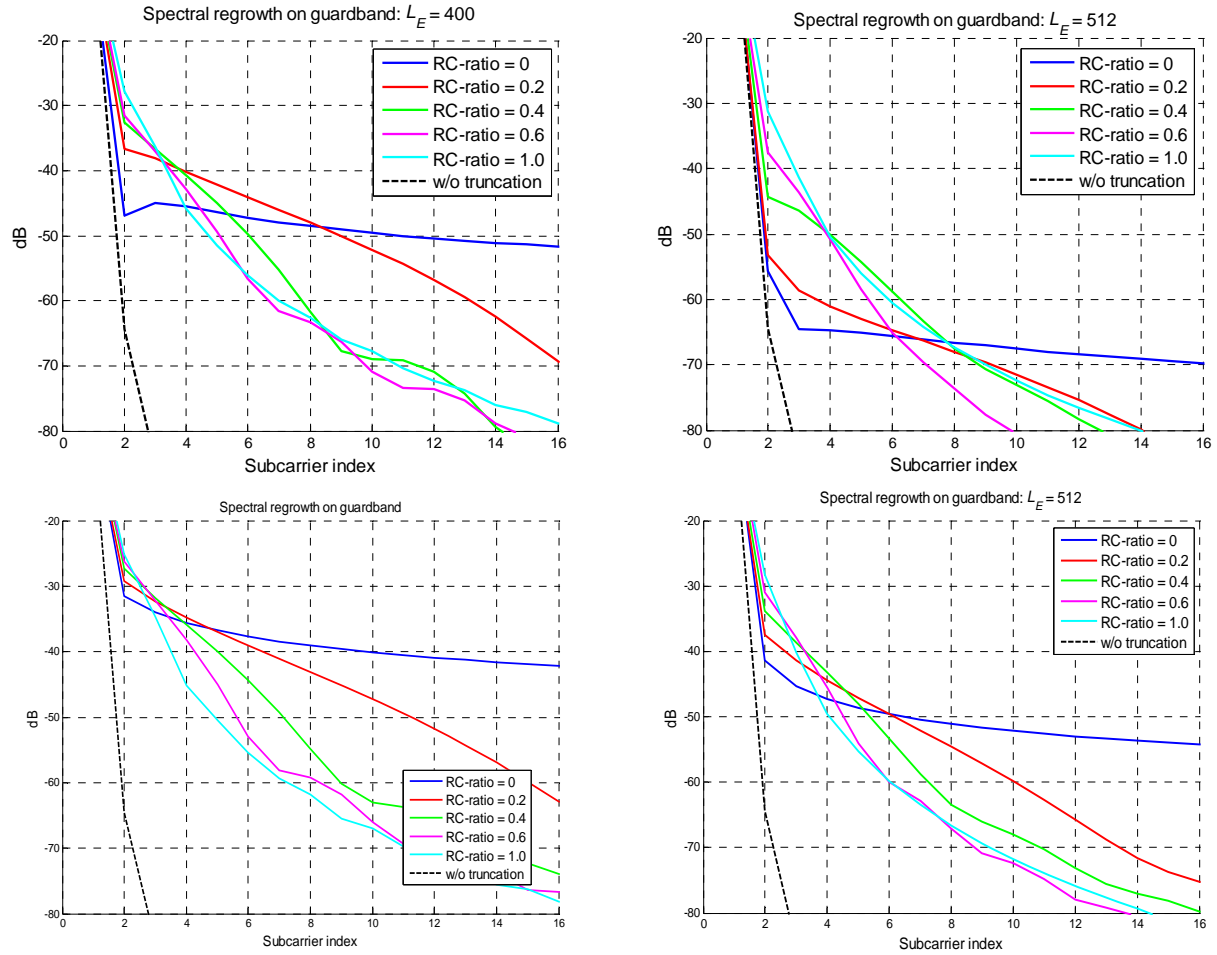 Spectral regrowth on guardband: L_E = 400
-20
-30
-40
-50
-60
-70
-80
dB
0 2 4 6 8 10 12 14 16
Subcarrier index
RC-ratio = 0
RC-ratio = 0.2
RC-ratio = 0.4
RC-ratio = 0.6
RC-ratio = 1.0
w/o truncation
Spectral regrowth on guardband: L_E = 512
-20
-30
-40
-50
-60
-70
-80
dB
0 2 4 6 8 10 12 14 16
Subcarrier index
RC-ratio = 0
RC-ratio = 0.2
RC-ratio = 0.4
RC-ratio = 0.6
RC-ratio = 1.0
w/o truncation
Spectral regrowth on guardband
-20
-30
-40
-50
-60
-70
-80
dB
0 2 4 6 8 10 12 14 16
Subcarrier index
RC-ratio = 0
RC-ratio = 0.2
RC-ratio = 0.4
RC-ratio = 0.6
RC-ratio = 1.0
w/o truncation
Spectral regrowth on guardband: L_E = 512
-20
-30
-40
-50
-60
-70
-80
dB
0 2 4 6 8 10 12 14 16
Subcarrier index
RC-ratio = 0
RC-ratio = 0.2
RC-ratio = 0.4
RC-ratio = 0.6
RC-ratio = 1.0
w/o truncation